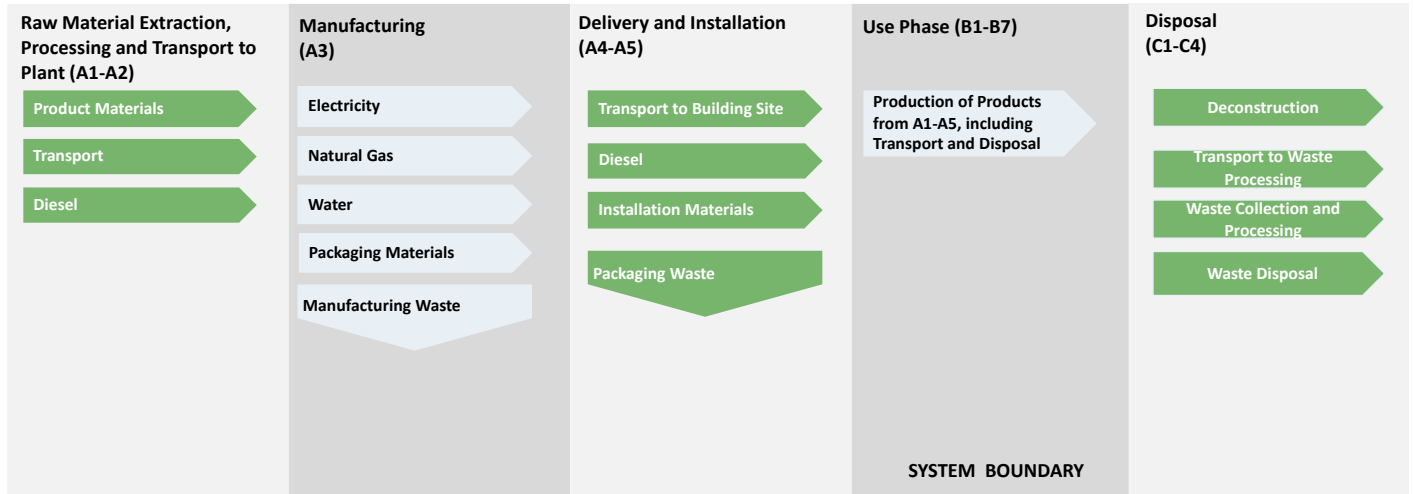 Raw Material Extraction,
Processing and Transport to
Plant (A1-A2)
Product Materials
Transport
Diesel
Manufacturing
(A3)
Electricity
Natural Gas
Water
Packaging Materials
Manufacturing Waste
Delivery and Installation
(A4-A5)
Transport to Building Site
Diesel
Installation Materials
Packaging Waste
Use Phase (B1-B7)
Production of Products
from A1-A5, including
Transport and Disposal
SYSTEM BOUNDARY
Disposal
(C1-C4)
Deconstruction
Transport to Waste
Processing
Waste Collection and
Processing
Waste Disposal